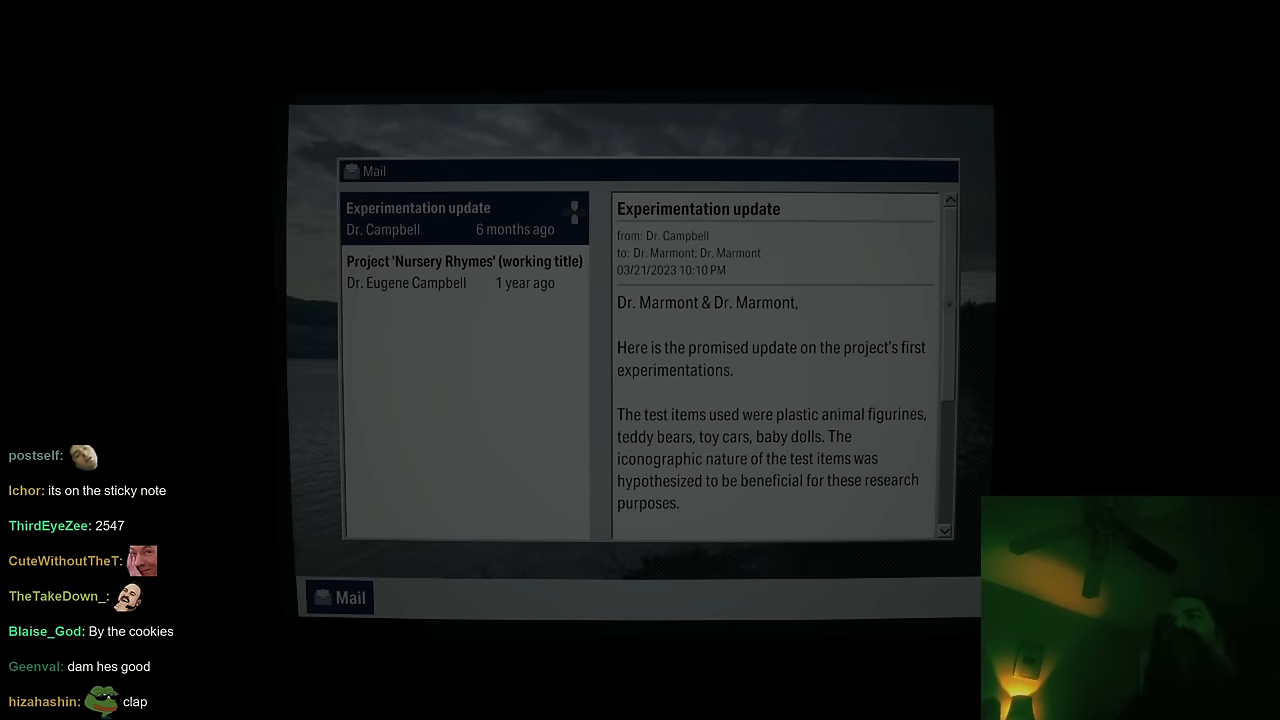 Mail
Experimentation update
Dr. Campbell 6 months ago
Project 'Nursery Rhymes' (working title)
Dr. Eugene Campbell 1 year ago
Experimentation update
from: Dr. Campbell
to: Dr. Marmont; Dr. Marmont
03/21/2023 10:10 PM
Dr. Marmont & Dr. Marmont,
Here is the promised update on the project's first
experimentations.
The test items used were plastic animal figurines,
teddy bears, toy cars, baby dolls. The
iconographic nature of the test items was
hypothesized to be beneficial for these research
purposes.
Mail
postself:
Ichor: its on the sticky note
ThirdEyeZee: 2547
CuteWithoutTheT:
TheTakeDown_:
Blaise_God: By the cookies
Geenval: dam hes good
hizahashin: clap